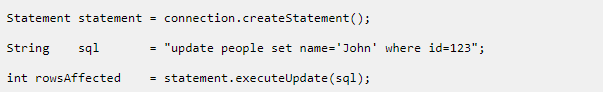 Statement statement = connection.createStatement();
String    sql       = "update people set name='John' where id=123";
int rowsAffected    = statement.executeUpdate(sql);